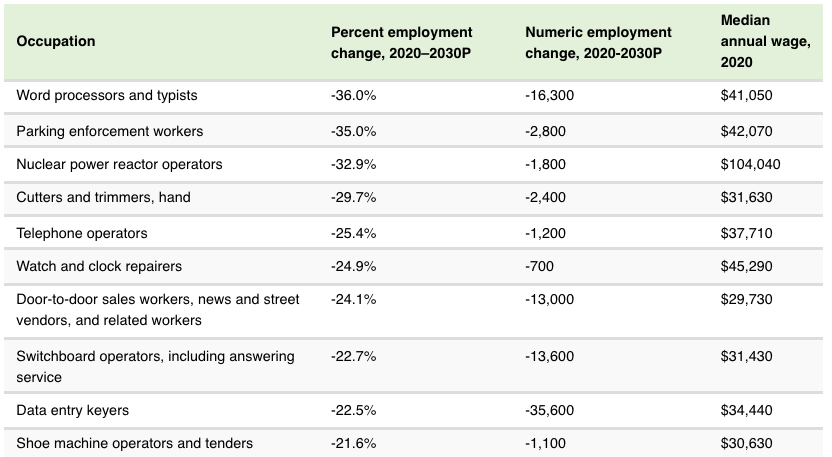 Occupation
Percent employment
change, 2020–2030P
Numeric employment
change, 2020-2030P
Median
annual wage,
2020
Word processors and typists -36.0% -16,300 $41,050
Parking enforcement workers -35.0% -2,800 $42,070
Nuclear power reactor operators -32.9% -1,800 $104,040
Cutters and trimmers, hand -29.7% -2,400 $31,630
Telephone operators -25.4% -1,200 $37,710
Watch and clock repairers -24.9% -700 $45,290
Door-to-door sales workers, news and street -24.1% -13,000 $29,730
vendors, and related workers
Switchboard operators, including answering -22.7% -13,600 $31,430
service
Data entry keyers -22.5% -35,600 $34,440
Shoe machine operators and tenders -21.6% -1,100 $30,630